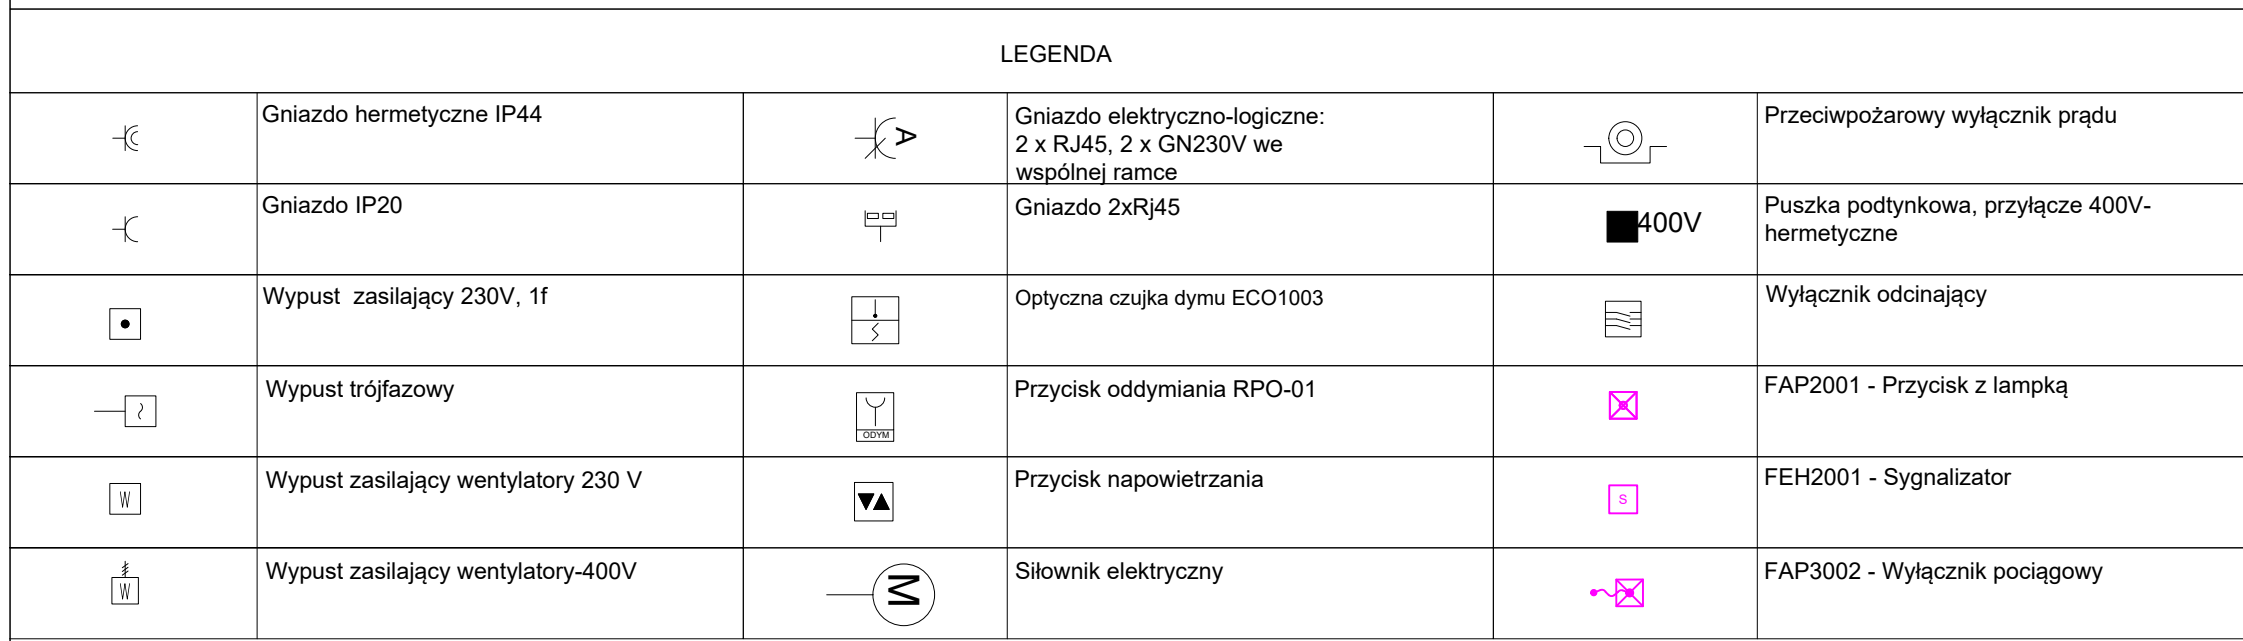 LEGENDA
Gniazdo hermetyczne IP44
A
Gniazdo elektryczno-logiczne:
2 x RJ45, 2 x GN230V we
wspólnej ramce
Przeciwpożarowy wyłącznik prądu
Gniazdo IP20
Gniazdo 2xRj45
400V
Puszka podtynkowa, przyłącze 400V-
hermetyczne
Wypust zasilający 230V, 1f
Optyczna czujka dymu ECO1003
Wyłącznik odcinający
Wypust trójfazowy
ODYM
Przycisk oddymiania RPO-01
FAP2001 - Przycisk z lampką
W
Wypust zasilający wentylatory 230 V
Przycisk napowietrzania
S
FEH2001 - Sygnalizator
W
Wypust zasilający wentylatory-400V
M
Siłownik elektryczny
FAP3002 - Wyłącznik pociągowy